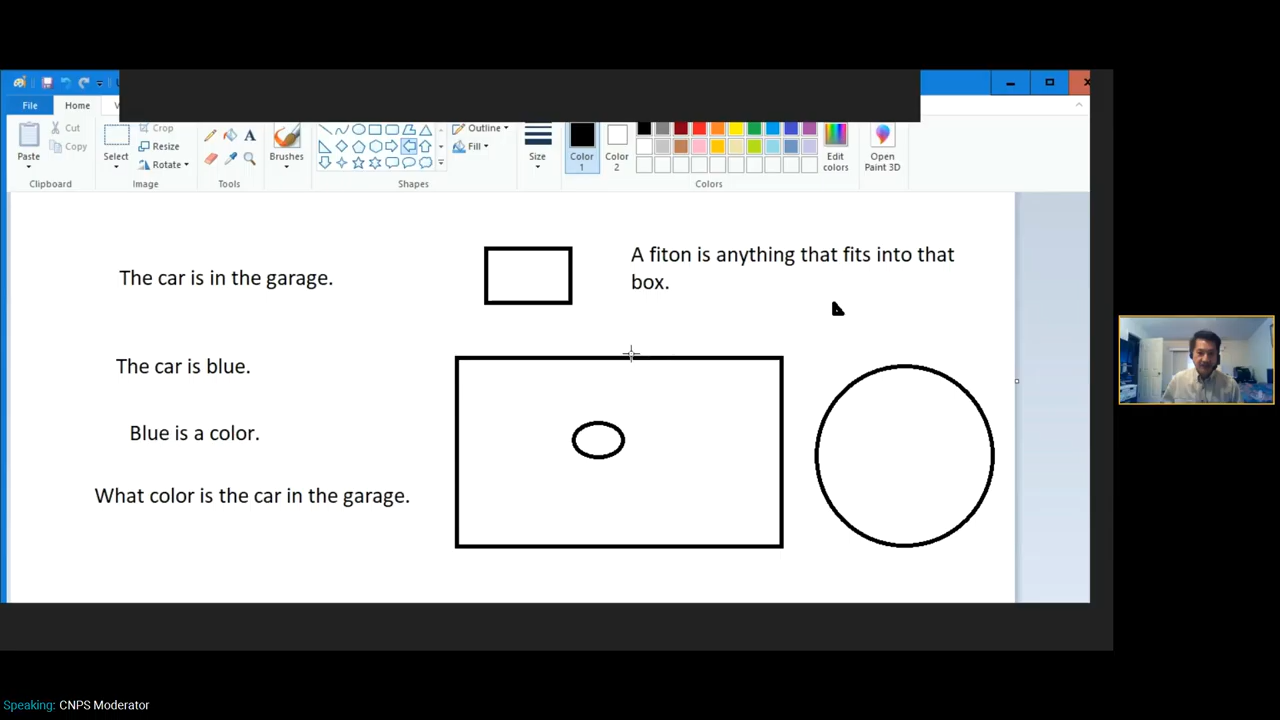 File
Home
Paste
Cut
Copy
Clipboard
Select
Crop
Resize
Rotate
Image
Tools
Brushes
Shapes
Outline
Fill
Size
Color
1
Color
2
Colors
Edit
colors
Open
Paint 3D
The car is in the garage.
A fiton is anything that fits into that
box.
The car is blue.
Blue is a color.
What color is the car in the garage.
Speaking: CNPS Moderator